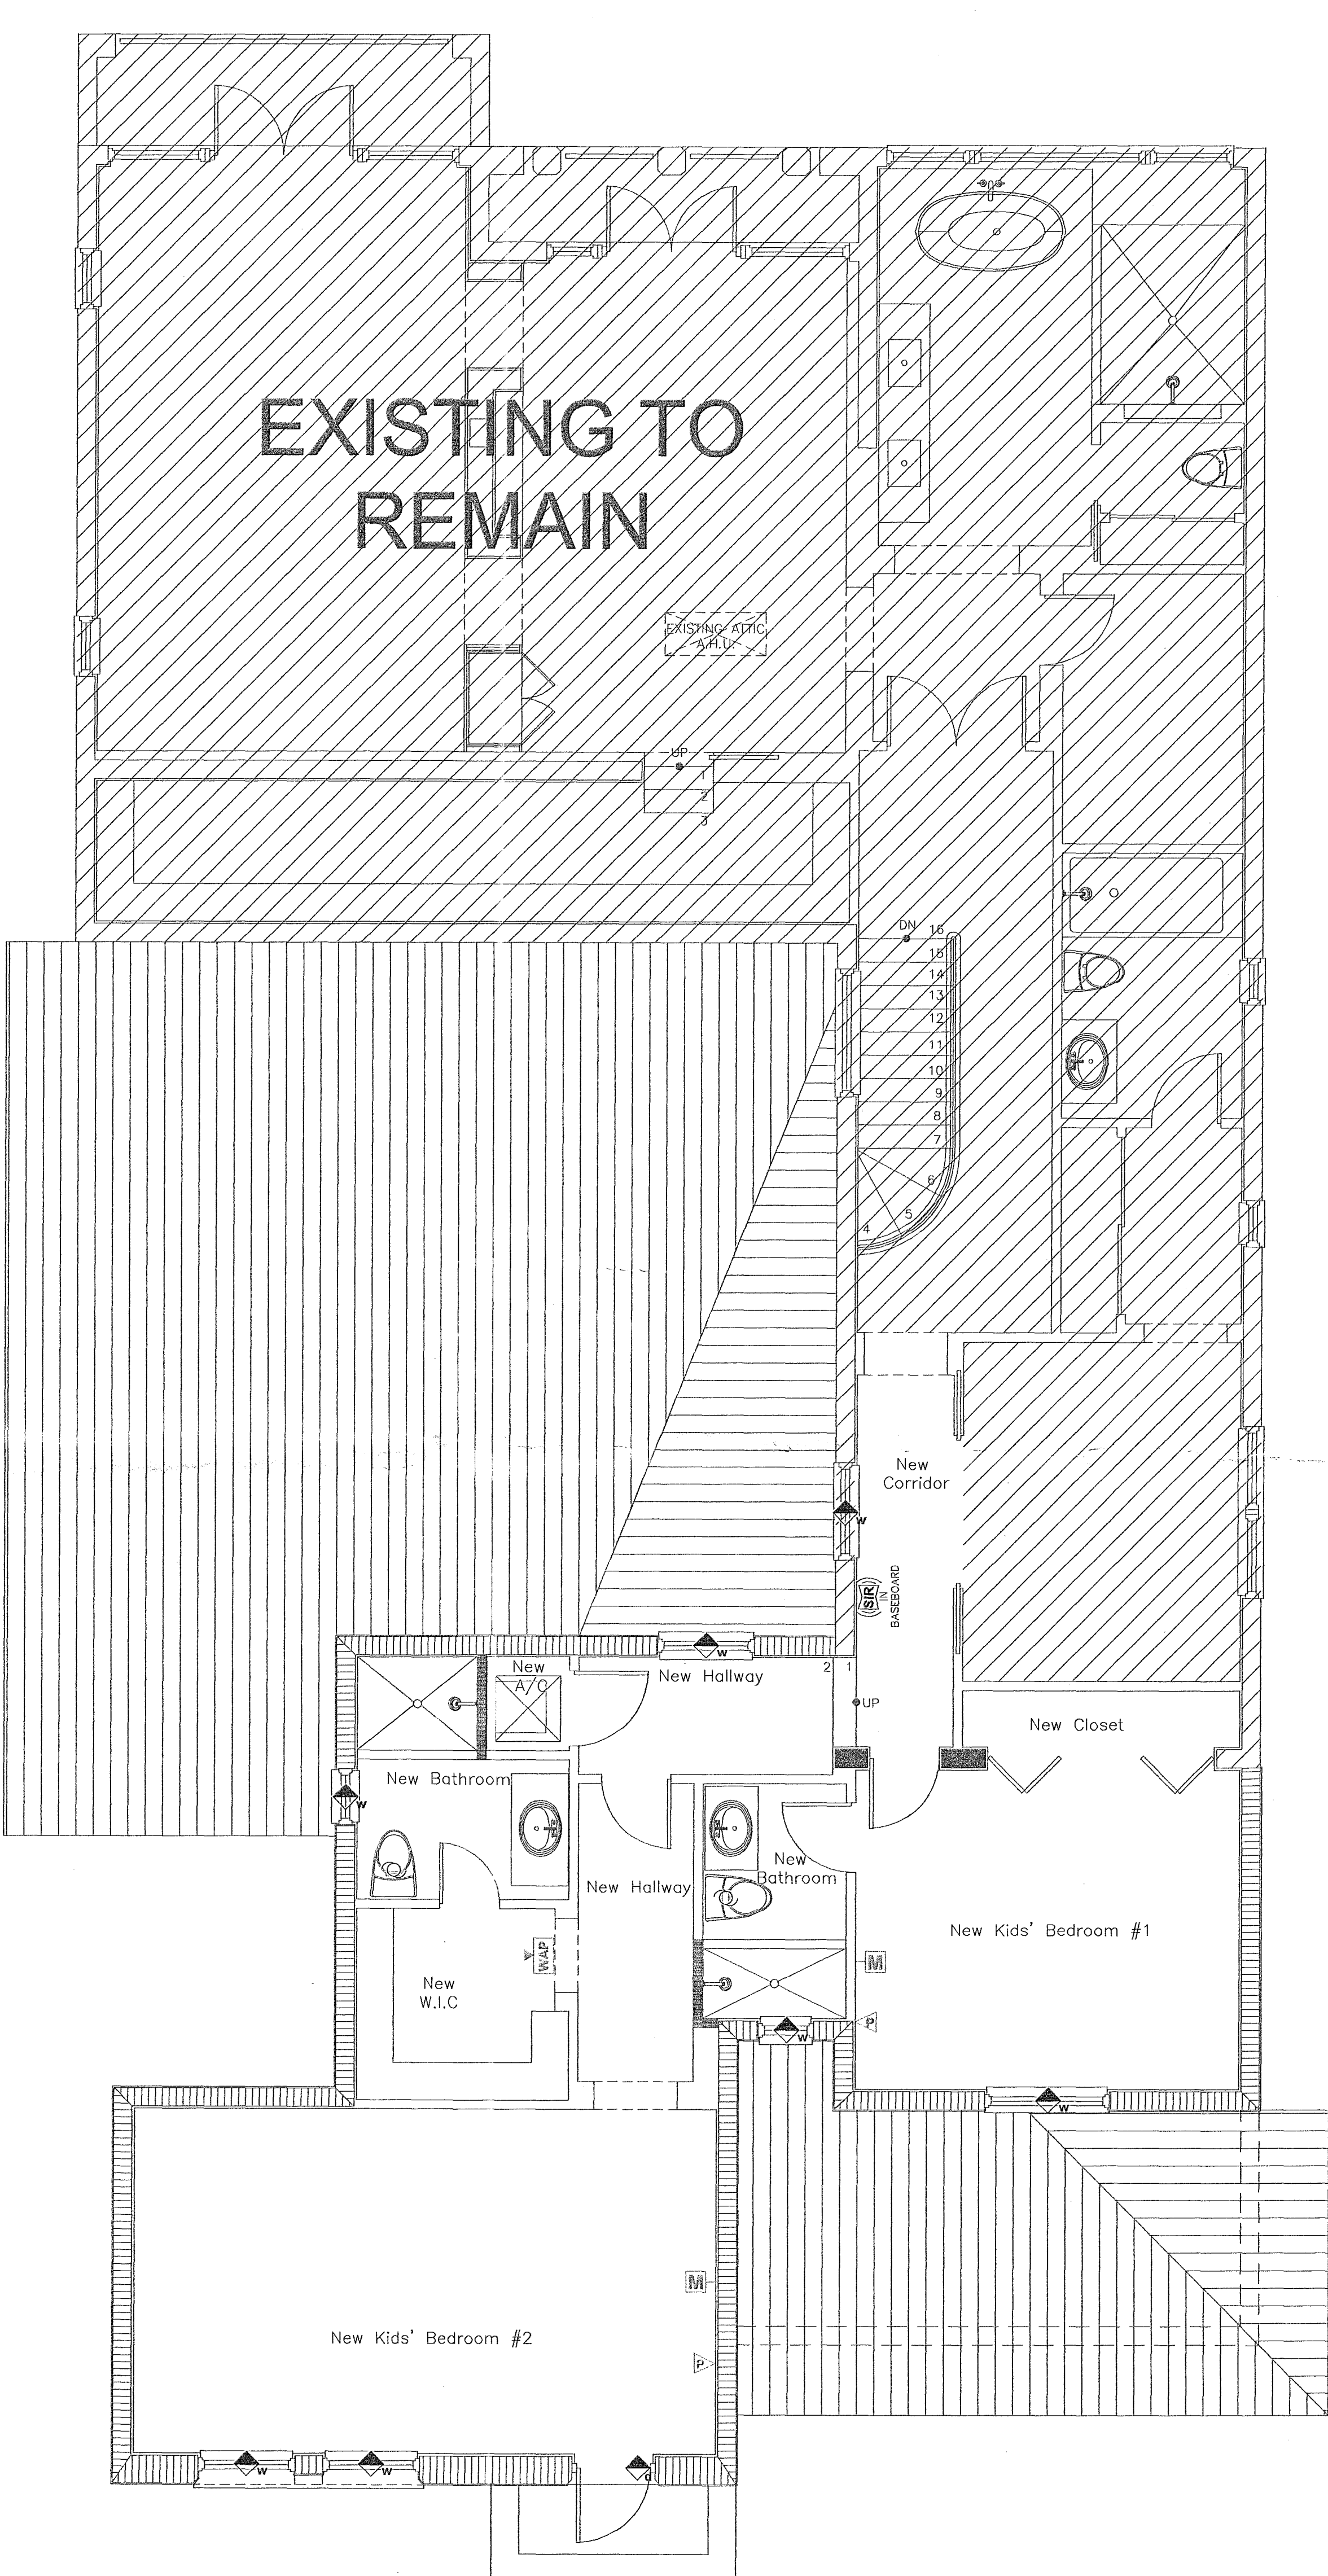 EXISTING TO
REMAIN
EXISTING ATTIC
A.H.U.
UP
1
2
3
DN
16
15
14
13
12
11
10
9
8
7
6
5
4
New
Corridor
W
SIR
IN
BASEBOARD
W
New
A/C
New Hallway
2
1
UP
New Closet
New Bathroom
W
New Hallway
New
Bathroom
New Kids' Bedroom #1
WAP
M
New
W.I.C
P
W
W
M
New Kids' Bedroom #2
P
W
W
d